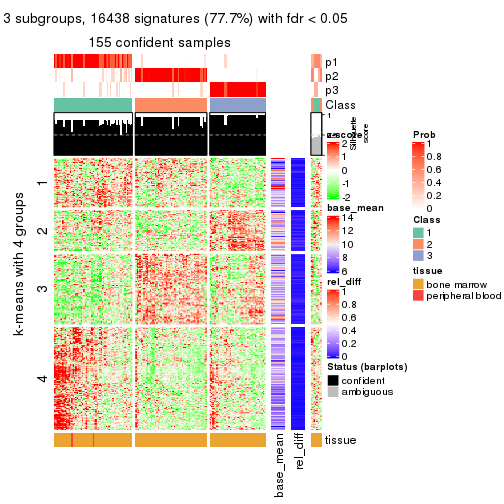 3 subgroups, 16438 signatures (77.7%) with fdr < 0.05
155 confident samples
p1
p2
p3
Class
1
Silhouette
score
k-means with 4 groups
1
2
3
4
z-score
2
1
0
-1
-2
base_mean
14
12
10
8
6
rel_diff
1
0.8
0.6
0.4
0.2
0
Status (barplots)
confident
ambiguous
Prob
1
0.8
0.6
0.4
0.2
0
Class
1
2
3
tissue
bone marrow
peripheral blood
tissue
base_mean
rel_diff